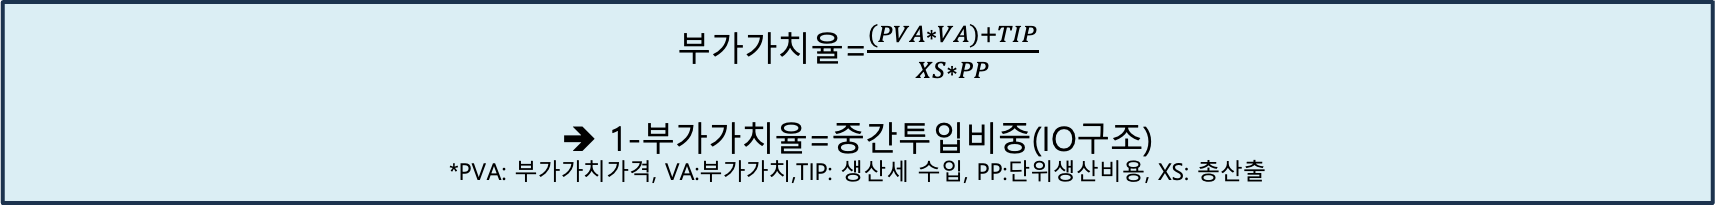 부가가치율=(PVA*VA)+TIP/XS*PP
➔ 1-부가가치율=중간투입비중(IO구조)
*PVA: 부가가치가격, VA:부가가치,TIP: 생산세 수입, PP:단위생산비용, XS: 총산출